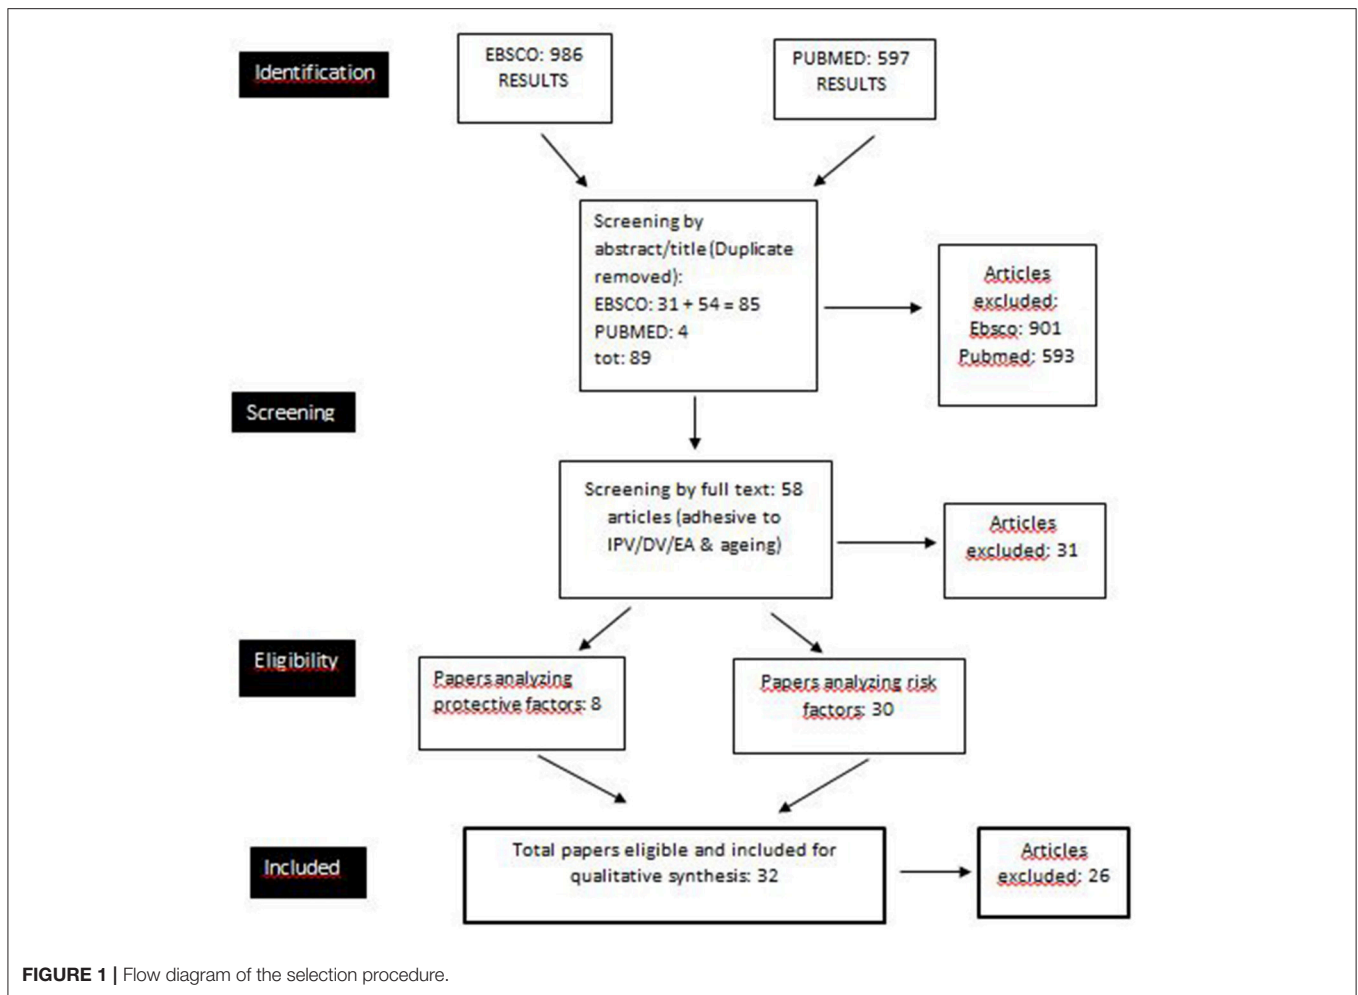 Identification
EBSCO: 986
RESULTS
PUBMED: 597
RESULTS
Screening by
abstract/title (Duplicate
removed):
EBSCO: 31 + 54 = 85
PUBMED: 4
tot: 89
Articles
excluded:
Ebsco: 901
Pubmed: 593
Screening
Screening by full text: 58
articles (adhesive to
IPV/DV/EA & ageing)
Articles
excluded: 31
Eligibility
Papers analyzing
protective factors: 8
Papers analyzing risk
factors: 30
Included
Total papers eligible and included for
qualitative synthesis: 32
Articles
excluded: 26
FIGURE 1 | Flow diagram of the selection procedure.